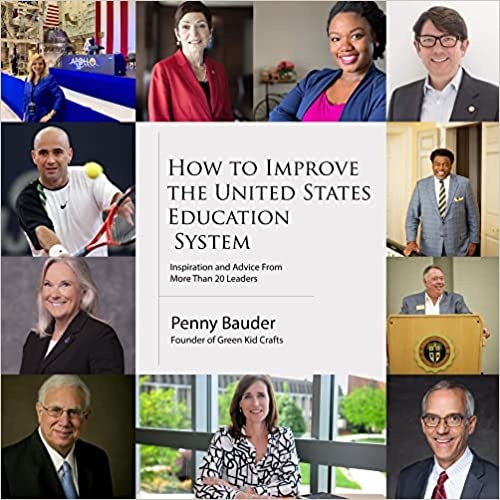 APOLLO
HOW TO IMPROVE
THE UNITED STATES
EDUCATION
SYSTEM
Inspiration and Advice From
More Than 20 Leaders
Penny Bauder
Founder of Green Kid Crafts